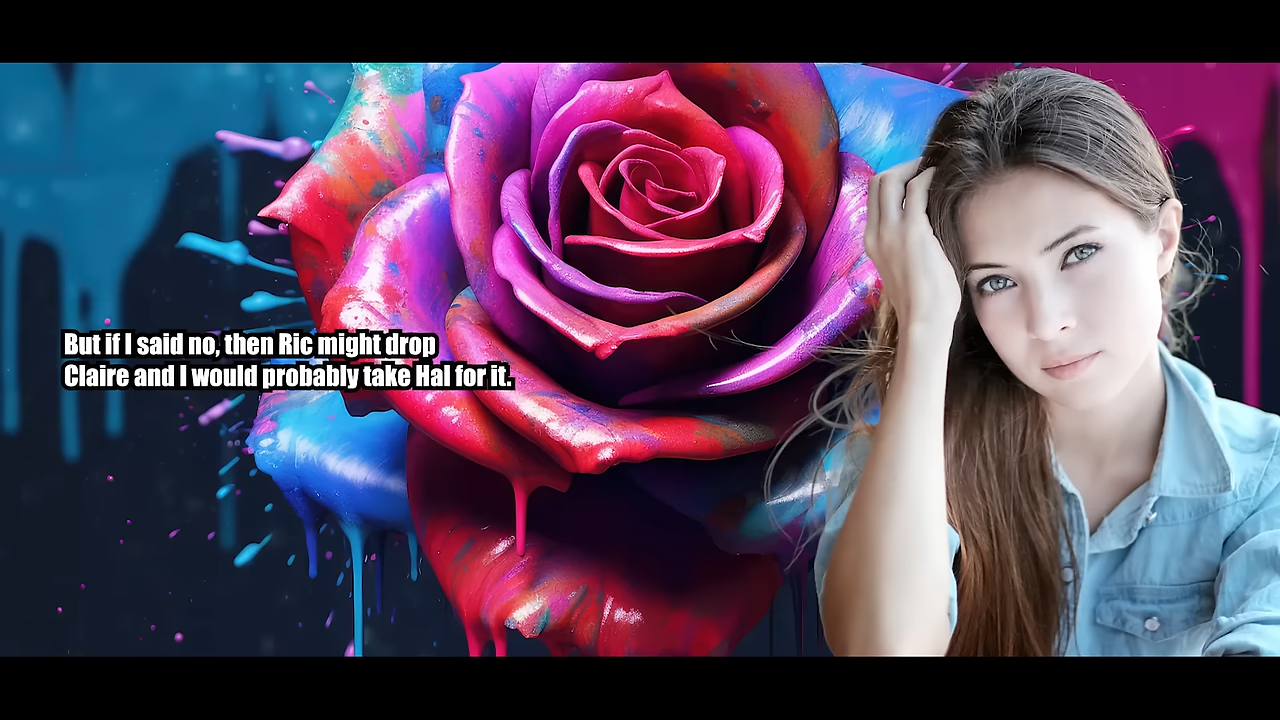 But if I said no, then Ric might drop
Claire and I would probably take Hal for it.